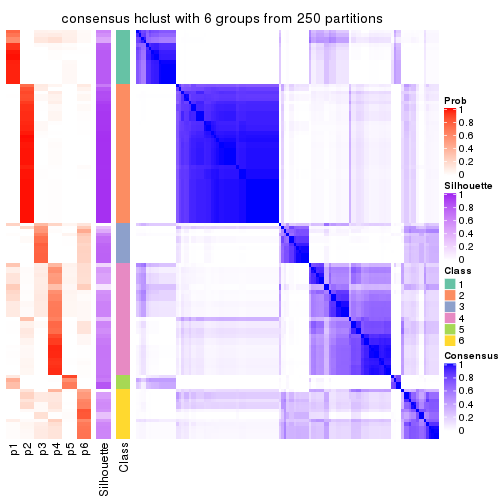 consensus hclust with 6 groups from 250 partitions
Prob
1
0.8
0.6
0.4
0.2
0
Silhouette
1
0.8
0.6
0.4
0.2
0
Class
1
2
3
4
5
6
Consensus
1
0.8
0.6
0.4
0.2
0
p1
p2
p3
p4
p5
p6
Silhouette
Class